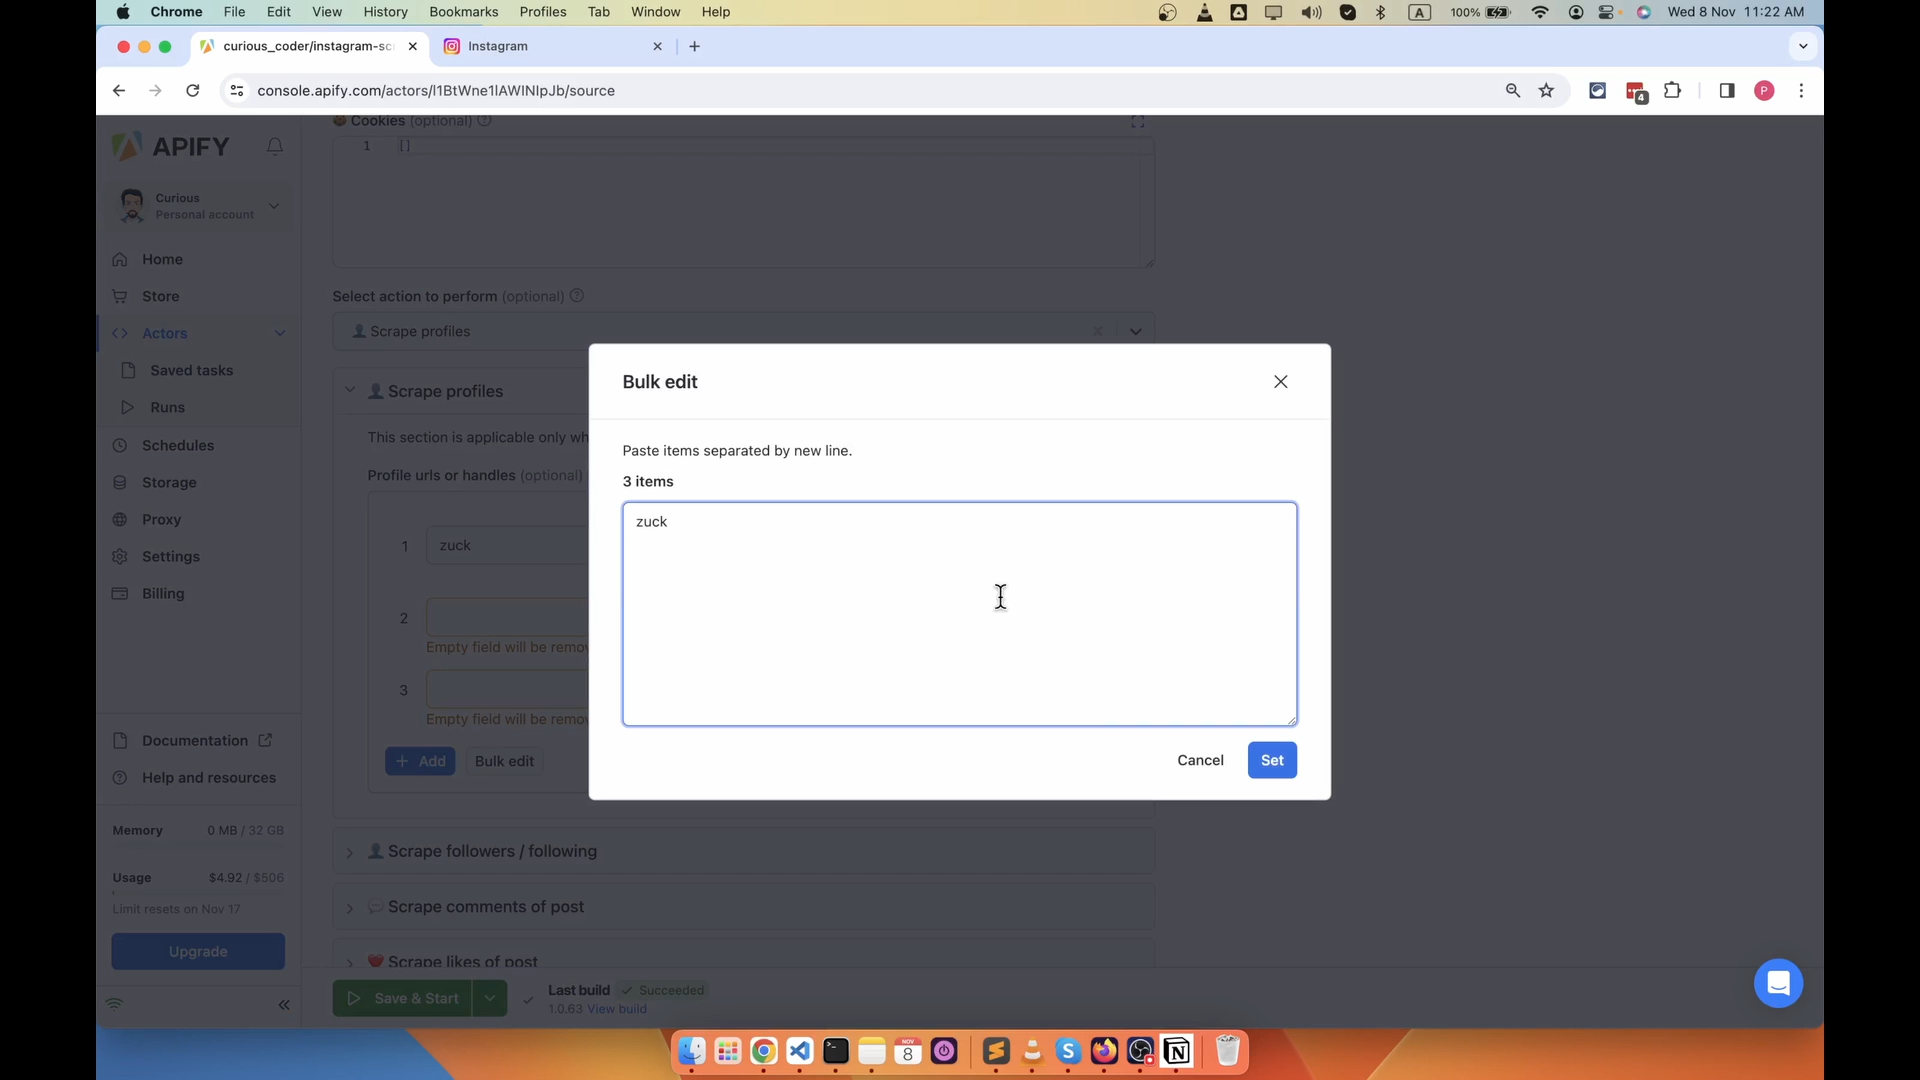 Chrome File Edit View History Bookmarks Profiles Tab Window Help
A 100% Wed 8 Nov 11:22 AM
curious_coder/instagram-sc
Instagram
console.apify.com/actors/l1BtWne1lAWlNlpJb/source
4
P
APIFY
Curious
Personal account
Home
Store
Actors
Saved tasks
Runs
Schedules
Storage
Proxy
Settings
Billing
Documentation
Help and resources
Memory 0 MB / 32 GB
Usage $4.92 / $506
Limit resets on Nov 17
Upgrade
Cookies (optional)
1 []
Select action to perform (optional)
Scrape profiles
Scrape profiles
This section is applicable only wh
Profile urls or handles (optional)
1 zuck
2
Empty field will be remov
3
Empty field will be remov
+ Add Bulk edit
Scrape followers / following
Scrape comments of post
Scrape likes of post
Save & Start
Last build Succeeded
1.0.63 View build
Bulk edit
Paste items separated by new line.
3 items
zuck
Cancel Set
NOV
8